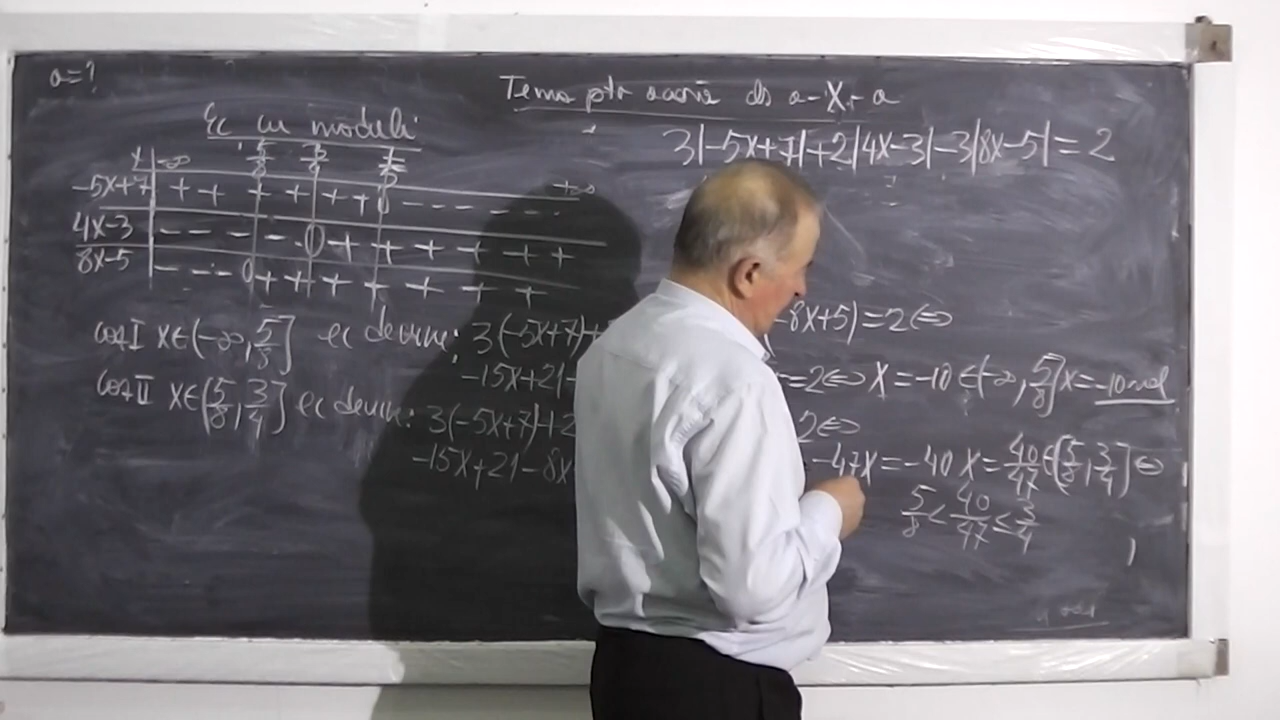 a=?
Tema ptr a a-X-a
Ec cu moduli
3|-5x+7|+2|4x-3|-3|8x-5|=2
x -∞ 5/8 3/4 7/5 +∞
-5x+7 + + + + + + + 0 - - - - - -
4x-3 - - - - - 0 + + + + + +
8x-5 - - - - 0 + + + + + + +
caz I x∈(-∞, 5/8] ec devine: 3(-5x+7)+ -8x+5)=2⇔
-15x+21- =2⇔ x=-10∈(-∞, 5/8] x=-10 sol
caz II x∈(5/8, 3/4] ec devine: 3(-5x+7)+2 2⇔
-15x+21-8x -47x=-40 x=40/47∈(5/8, 3/4]⇔
5/8<40/47≤3/4